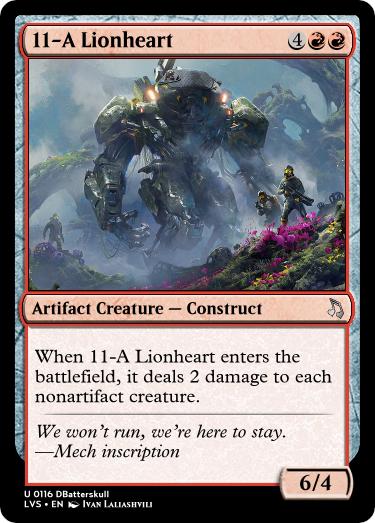 11-A Lionheart 4
Artifact Creature — Construct
When 11-A Lionheart enters the
battlefield, it deals 2 damage to each
nonartifact creature.
We won't run, we're here to stay.
—Mech inscription
6/4
U 0116 DBatterskull
LVS • EN Ivan Laliashvili